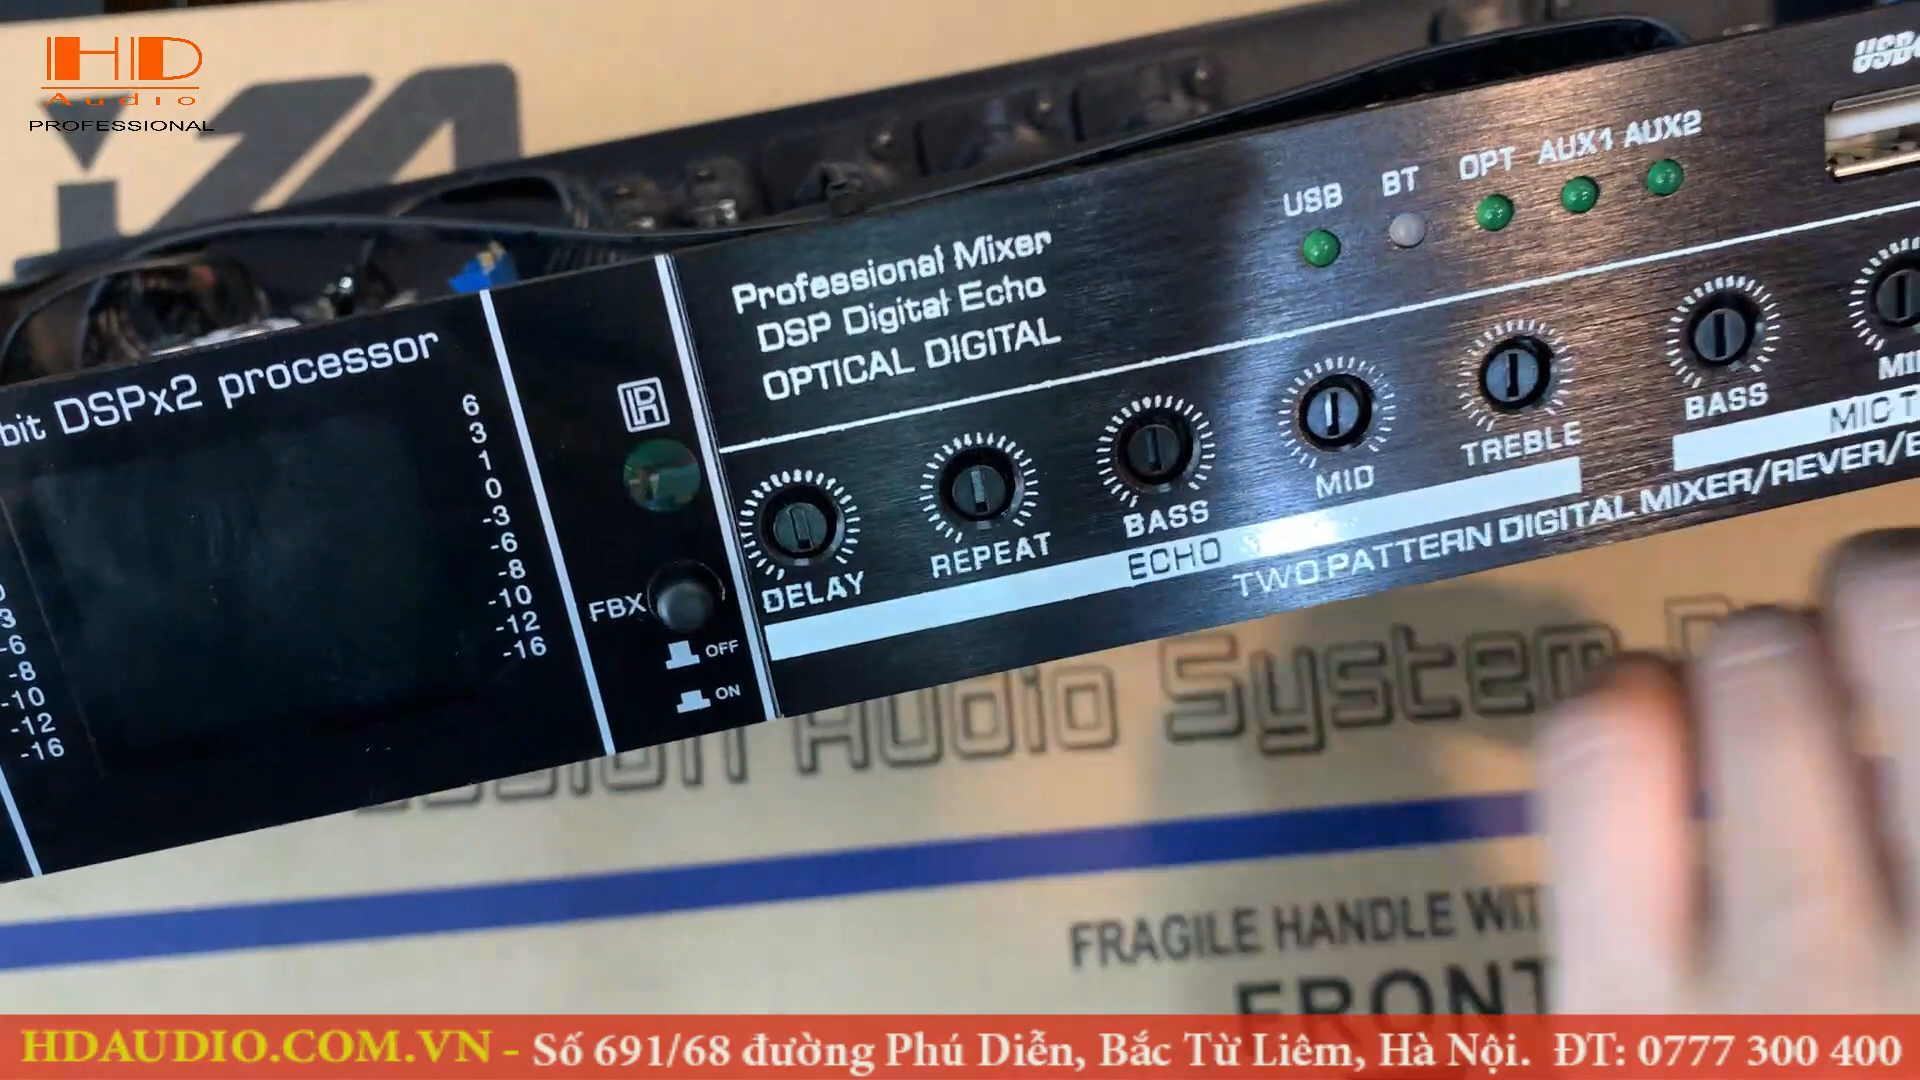 HD
Audio
PROFESSIONAL
bit DSPx2 processor
6
3
1
0
-3
-6
-8
-10
-12
-16
3
-6
-8
-10
-12
-16
FBX
OFF
ON
Professional Mixer
DSP Digital Echo
OPTICAL DIGITAL
USB
BT
OPT
AUX1
AUX2
USB
DELAY
REPEAT
BASS
MID
TREBLE
BASS
ECHO
MIC
TWO PATTERN DIGITAL MIXER/REVER/E
Audio System
FRAGILE HANDLE WIT
FRONT
HDAUDIO.COM.VN - Số 691/68 đường Phú Diễn, Bắc Từ Liêm, Hà Nội. ĐT: 0777 300 400